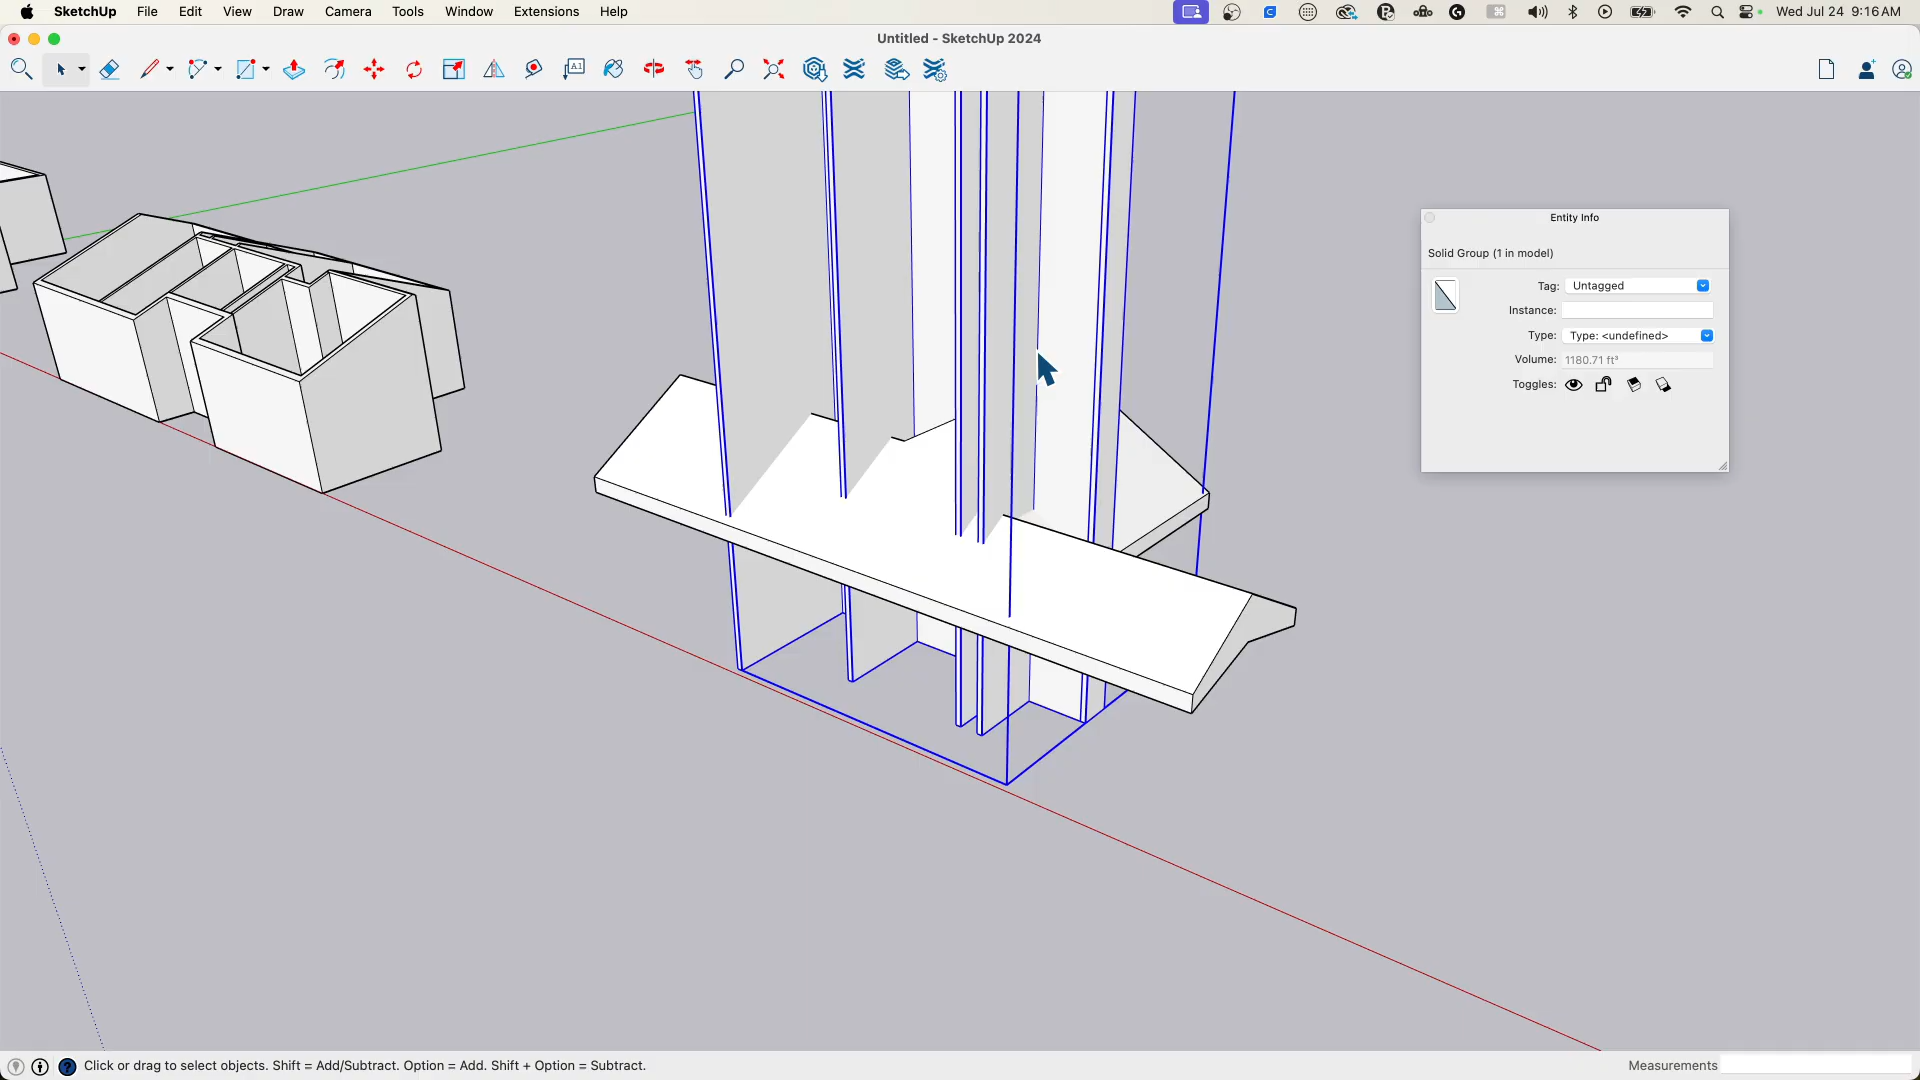 SketchUp File Edit View Draw Camera Tools Window Extensions Help Wed Jul 24 9:16 AM
Untitled - SketchUp 2024
A1
Entity Info
Solid Group (1 in model)
Tag: Untagged
Instance:
Type: Type: <undefined>
Volume: 1180.71 ft³
Toggles:
Click or drag to select objects. Shift = Add/Subtract. Option = Add. Shift + Option = Subtract.
Measurements